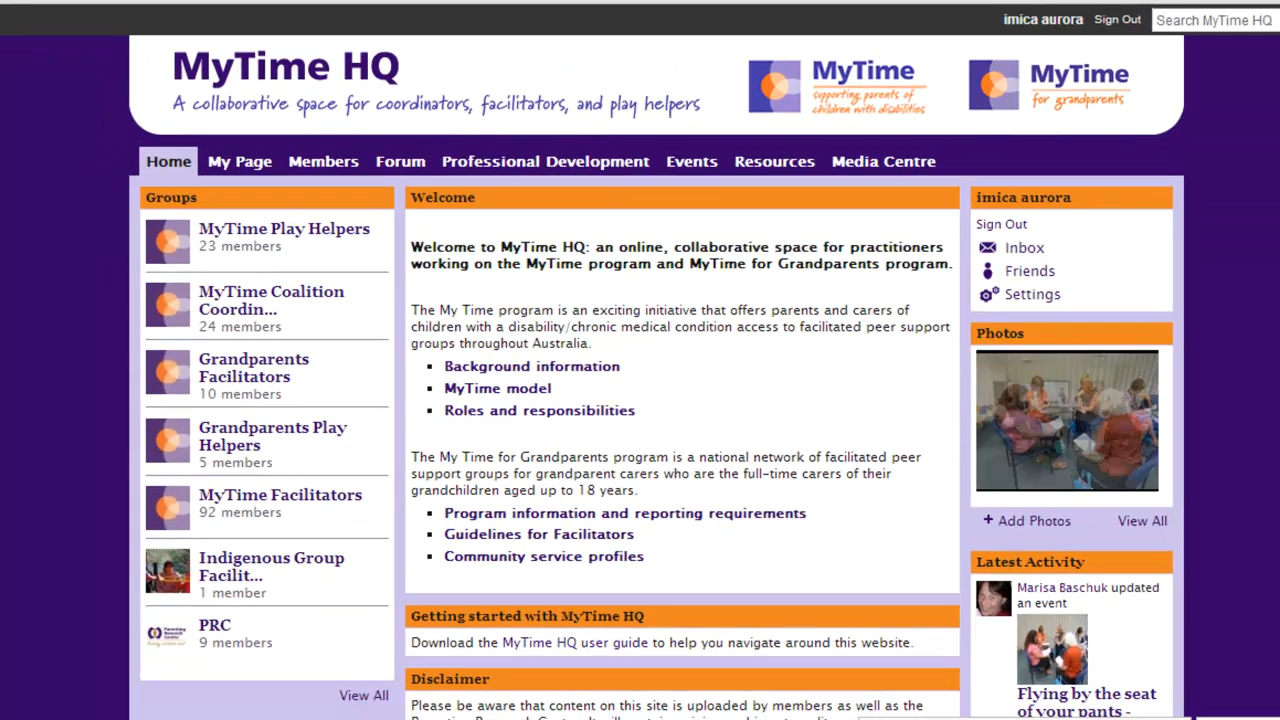 imica aurora Sign Out Search MyTime HQ
MyTime HQ
A collaborative space for coordinators, facilitators, and play helpers
MyTime
supporting parents of
children with disabilities
MyTime
for grandparents
Home My Page Members Forum Professional Development Events Resources Media Centre
Groups
MyTime Play Helpers
23 members
MyTime Coalition
Coordin...
24 members
Grandparents
Facilitators
10 members
Grandparents Play
Helpers
5 members
MyTime Facilitators
92 members
Indigenous Group
Facilit...
1 member
PRC
9 members
View All
Welcome
Welcome to MyTime HQ: an online, collaborative space for practitioners
working on the MyTime program and MyTime for Grandparents program.
The My Time program is an exciting initiative that offers parents and carers of
children with a disability/chronic medical condition access to facilitated peer support
groups throughout Australia.
Background information
MyTime model
Roles and responsibilities
The My Time for Grandparents program is a national network of facilitated peer
support groups for grandparent carers who are the full-time carers of their
grandchildren aged up to 18 years.
Program information and reporting requirements
Guidelines for Facilitators
Community service profiles
Getting started with MyTime HQ
Download the MyTime HQ user guide to help you navigate around this website.
Disclaimer
Please be aware that content on this site is uploaded by members as well as the
imica aurora
Sign Out
Inbox
Friends
Settings
Photos
+ Add Photos View All
Latest Activity
Marisa Baschuk updated
an event
Flying by the seat
of your pants -